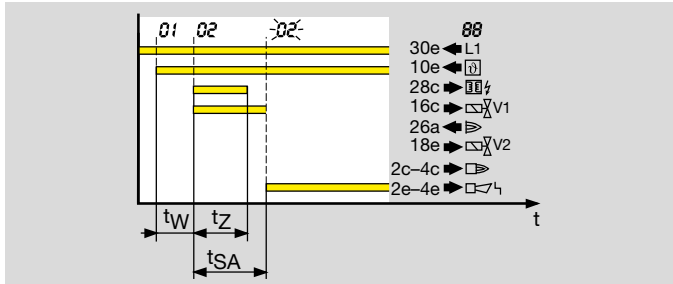 01 02 02 88
30e L1
10e ϑ
28c
16c V1
26a
18e V2
2c–4c
2e–4e
t
tW tZ
tSA